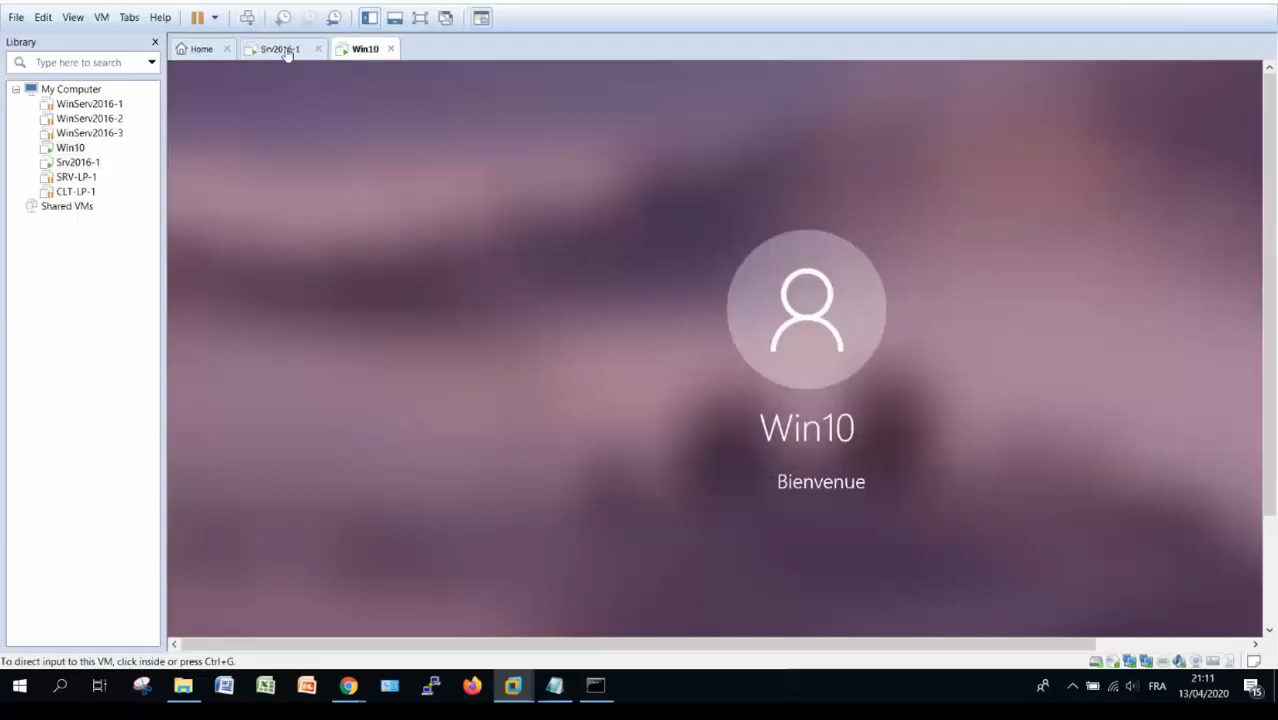 File Edit View VM Tabs Help
Library
Home Srv2016-1 Win10
Type here to search
My Computer
WinServ2016-1
WinServ2016-2
WinServ2016-3
Win10
Srv2016-1
SRV-LP-1
CLT-LP-1
Shared VMs
Win10
Bienvenue
To direct input to this VM, click inside or press Ctrl+G.
FRA
21:11
13/04/2020
15